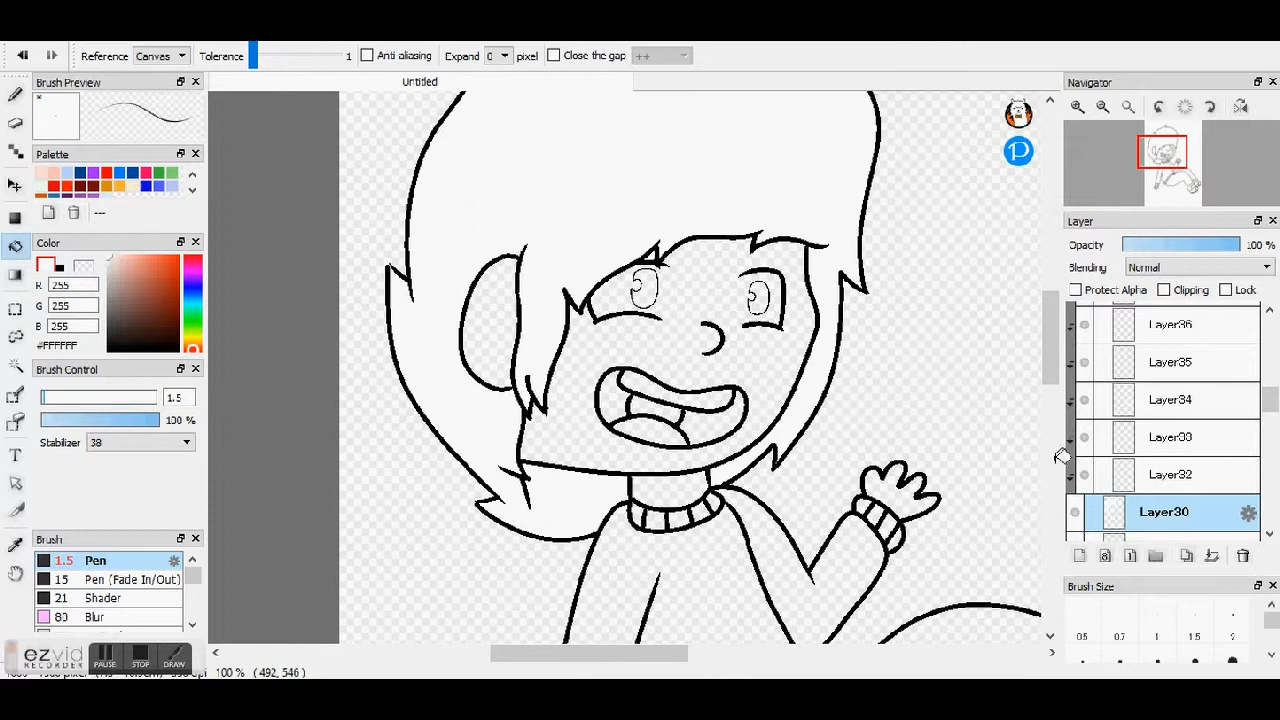 Reference Canvas Tolerance 1 Anti aliasing Expand 0 pixel Close the gap ++
Brush Preview
Untitled
Navigator
Palette
---
Color
R 255
G 255
B 255
#FFFFFF
Brush Control
1.5
100 %
Stabilizer 38
Brush
1.5 Pen
15 Pen (Fade In/Out)
21 Shader
80 Blur
P
Layer
Opacity 100 %
Blending Normal
Protect Alpha Clipping Lock
Layer36
Layer35
Layer34
Layer33
Layer32
Layer30
Brush Size
0.5 0.7 1 1.5 2
ezvid
RECORDER
PAUSE STOP DRAW
100 % ( 492, 546 )